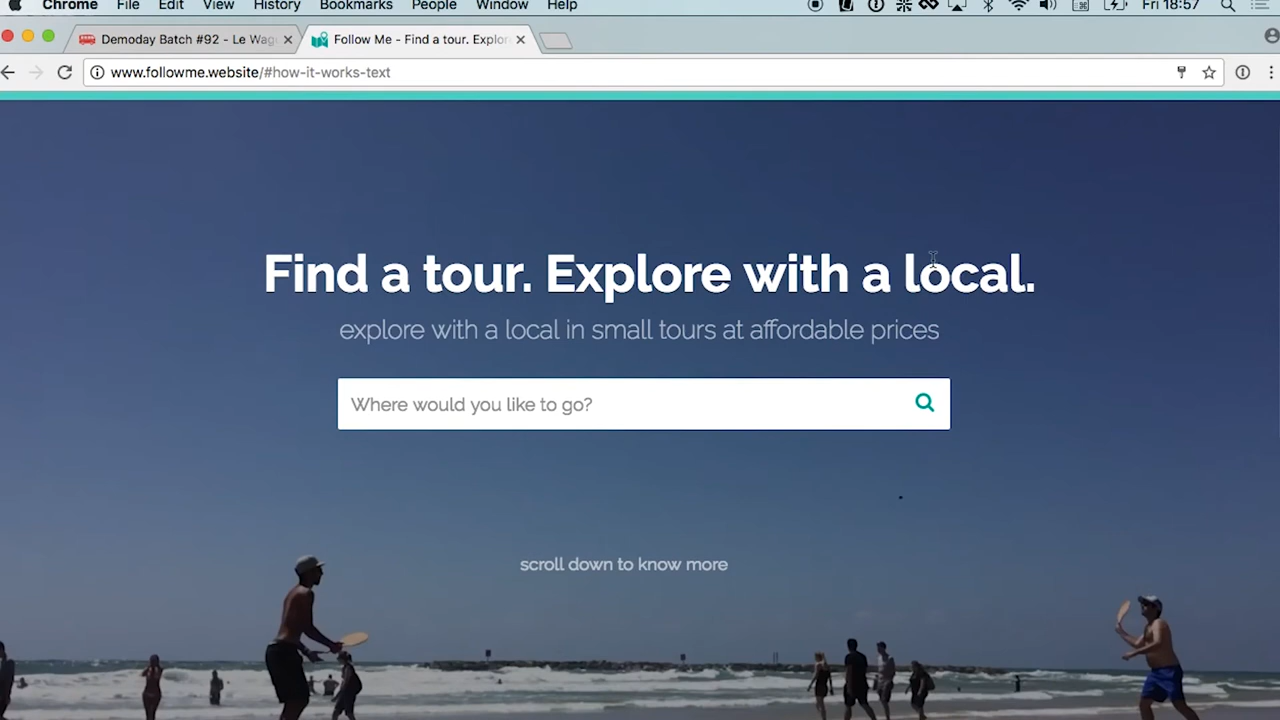 Chrome File Edit View History Bookmarks People Window Help Fri 18:57
Demoday Batch #92 - Le Wag Follow Me - Find a tour. Explor
www.followme.website/#how-it-works-text
Find a tour. Explore with a local.
explore with a local in small tours at affordable prices
Where would you like to go?
scroll down to know more